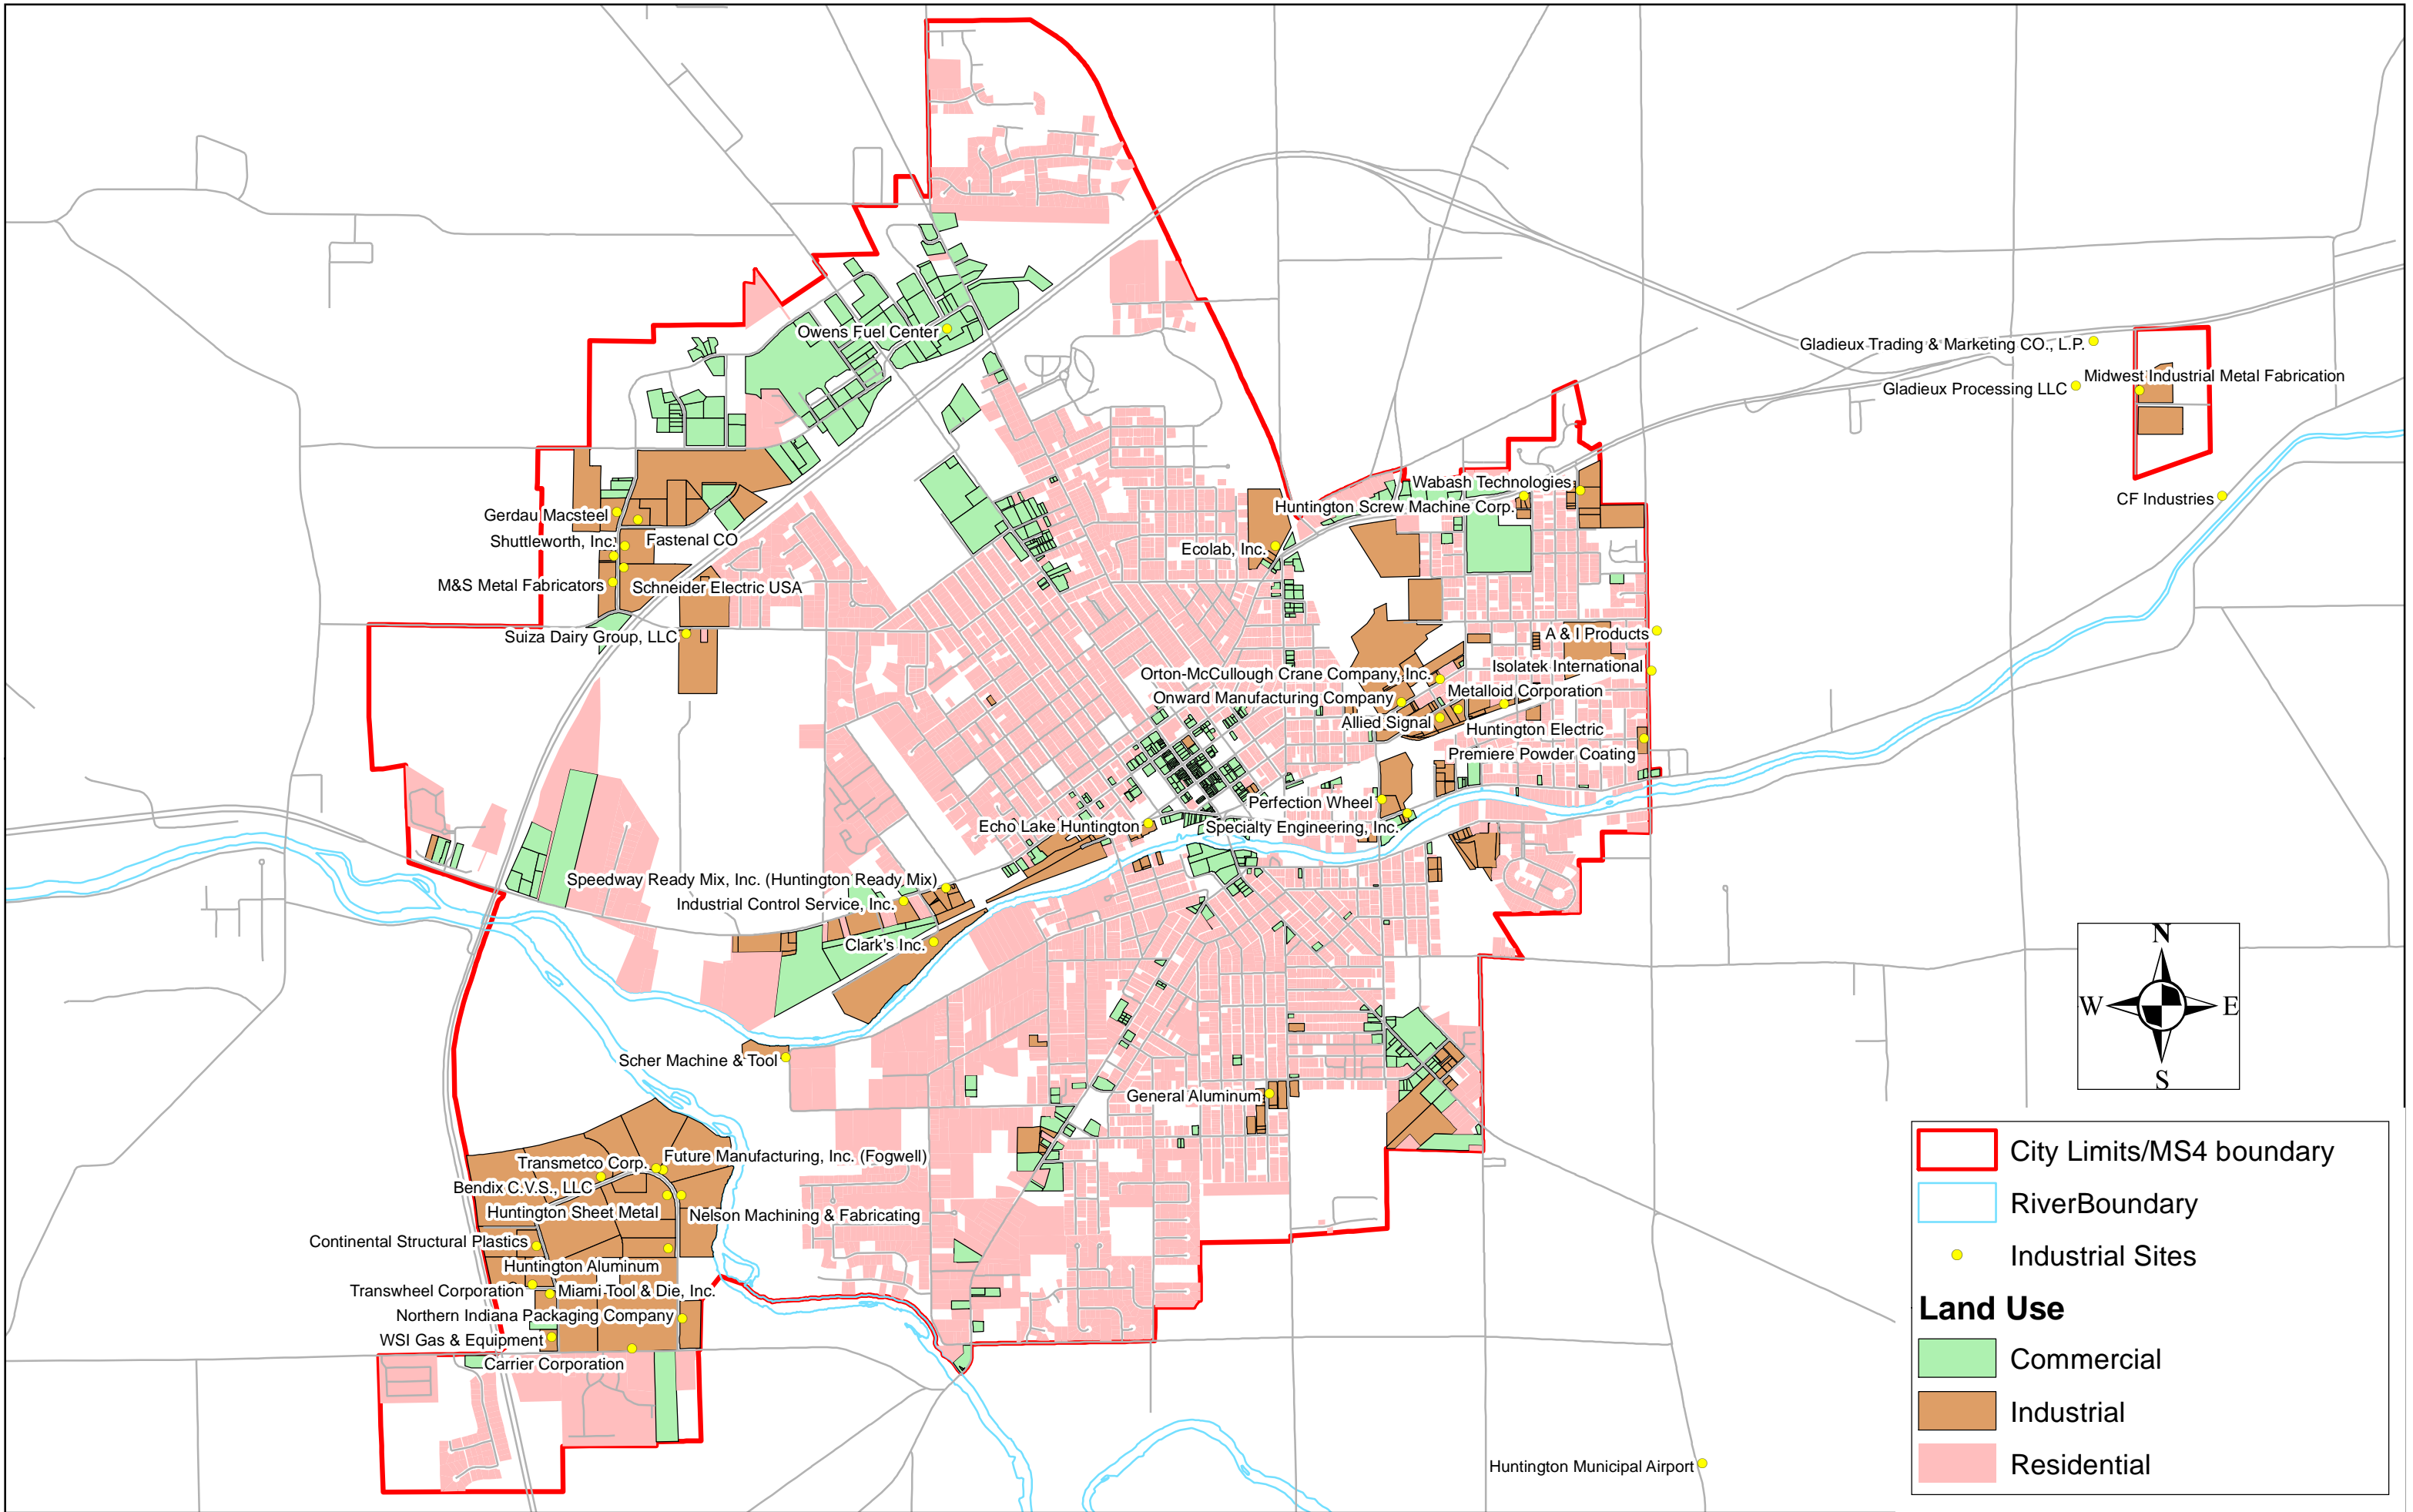 Owens Fuel Center
Gladieux Trading & Marketing CO., L.P.
Midwest Industrial Metal Fabrication
Gladieux Processing LLC
CF Industries
Wabash Technologies
Huntington Screw Machine Corp.
Gerdau Macsteel
Shuttleworth, Inc.
Fastenal CO
Ecolab, Inc.
M&S Metal Fabricators
Schneider Electric USA
Suiza Dairy Group, LLC
A & I Products
Isolatek International
Orton-McCullough Crane Company, Inc.
Metalloid Corporation
Onward Manufacturing Company
Allied Signal
Huntington Electric
Premiere Powder Coating
Perfection Wheel
Echo Lake Huntington
Specialty Engineering, Inc.
Speedway Ready Mix, Inc. (Huntington Ready Mix)
Industrial Control Service, Inc.
Clark's Inc.
Scher Machine & Tool
General Aluminum
Transmetco Corp.
Future Manufacturing, Inc. (Fogwell)
Bendix C.V.S., LLC
Huntington Sheet Metal
Nelson Machining & Fabricating
Continental Structural Plastics
Huntington Aluminum
Transwheel Corporation
Miami Tool & Die, Inc.
Northern Indiana Packaging Company
WSI Gas & Equipment
Carrier Corporation
Huntington Municipal Airport
N
W
E
S
City Limits/MS4 boundary
RiverBoundary
Industrial Sites
Land Use
Commercial
Industrial
Residential